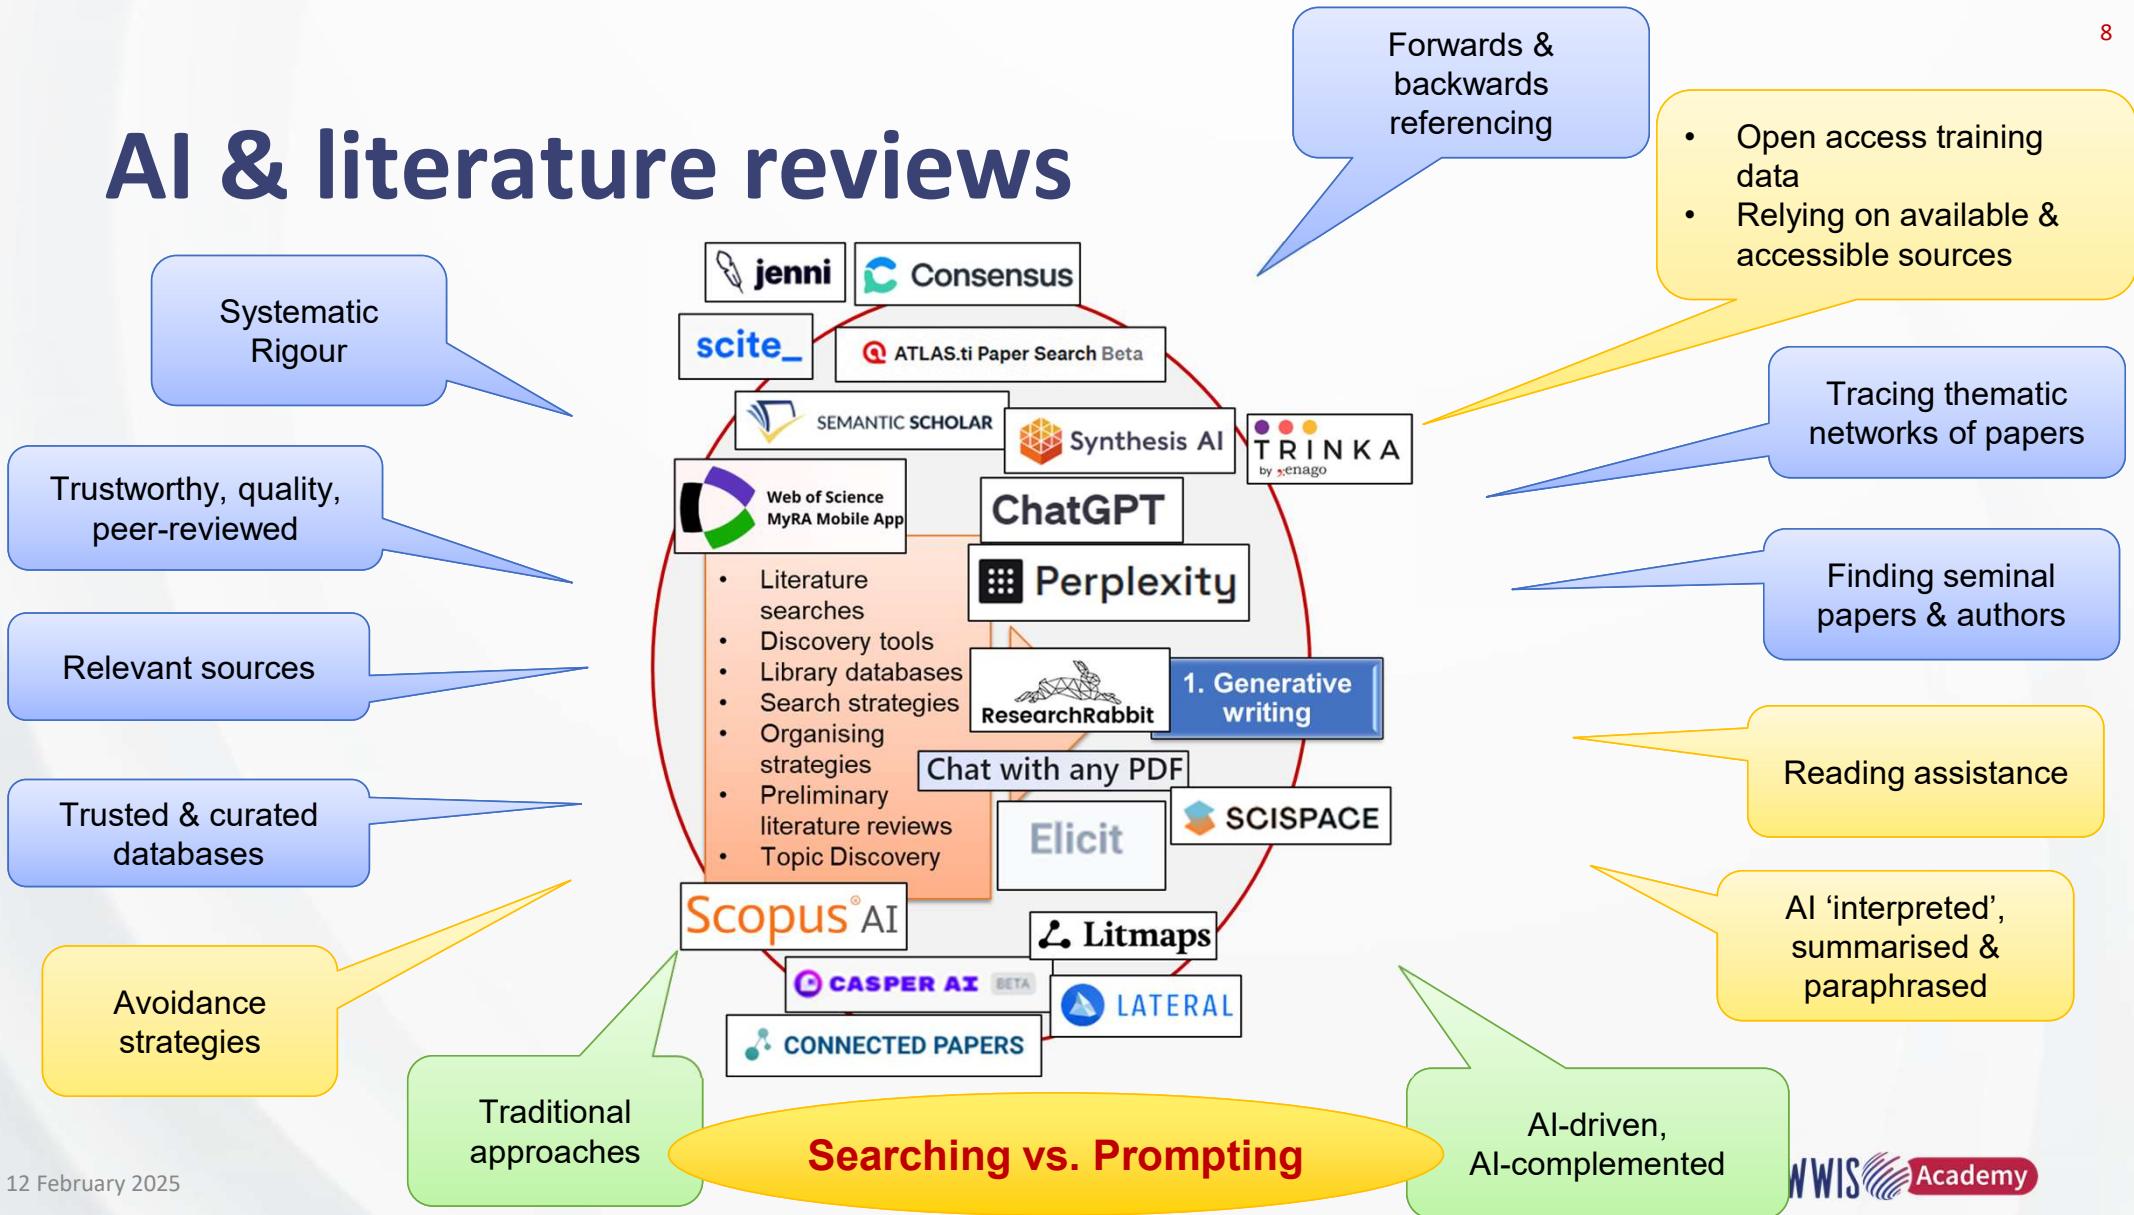 8
AI & literature reviews
Forwards &
backwards
referencing
• Open access training
data
• Relying on available &
accessible sources
Systematic
Rigour
Trustworthy, quality,
peer-reviewed
Relevant sources
Trusted & curated
databases
Avoidance
strategies
jenni
Consensus
scite_
ATLAS.ti Paper Search Beta
SEMANTIC SCHOLAR
Synthesis AI
TRINKA
by enago
Web of Science
MyRA Mobile App
ChatGPT
Perplexity
• Literature
searches
• Discovery tools
• Library databases
• Search strategies
• Organising
strategies
• Preliminary
literature reviews
• Topic Discovery
ResearchRabbit
1. Generative
writing
Chat with any PDF
Elicit
SCISPACE
Scopus® AI
Litmaps
CASPER AI BETA
LATERAL
CONNECTED PAPERS
Tracing thematic
networks of papers
Finding seminal
papers & authors
Reading assistance
AI ‘interpreted’,
summarised &
paraphrased
Traditional
approaches
Searching vs. Prompting
AI-driven,
AI-complemented
12 February 2025
WWIS Academy